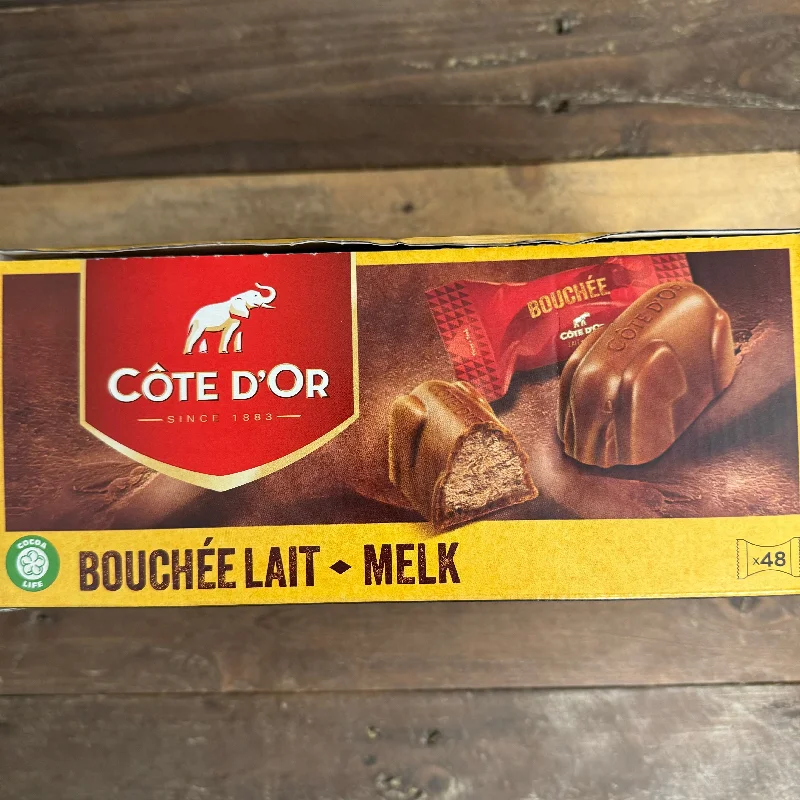 CÔTE D'OR
SINCE 1883
BOUCHÉE
CÔTE D'OR
CÔTE D'OR
COCOA
LIFE
BOUCHÉE LAIT • MELK
x48